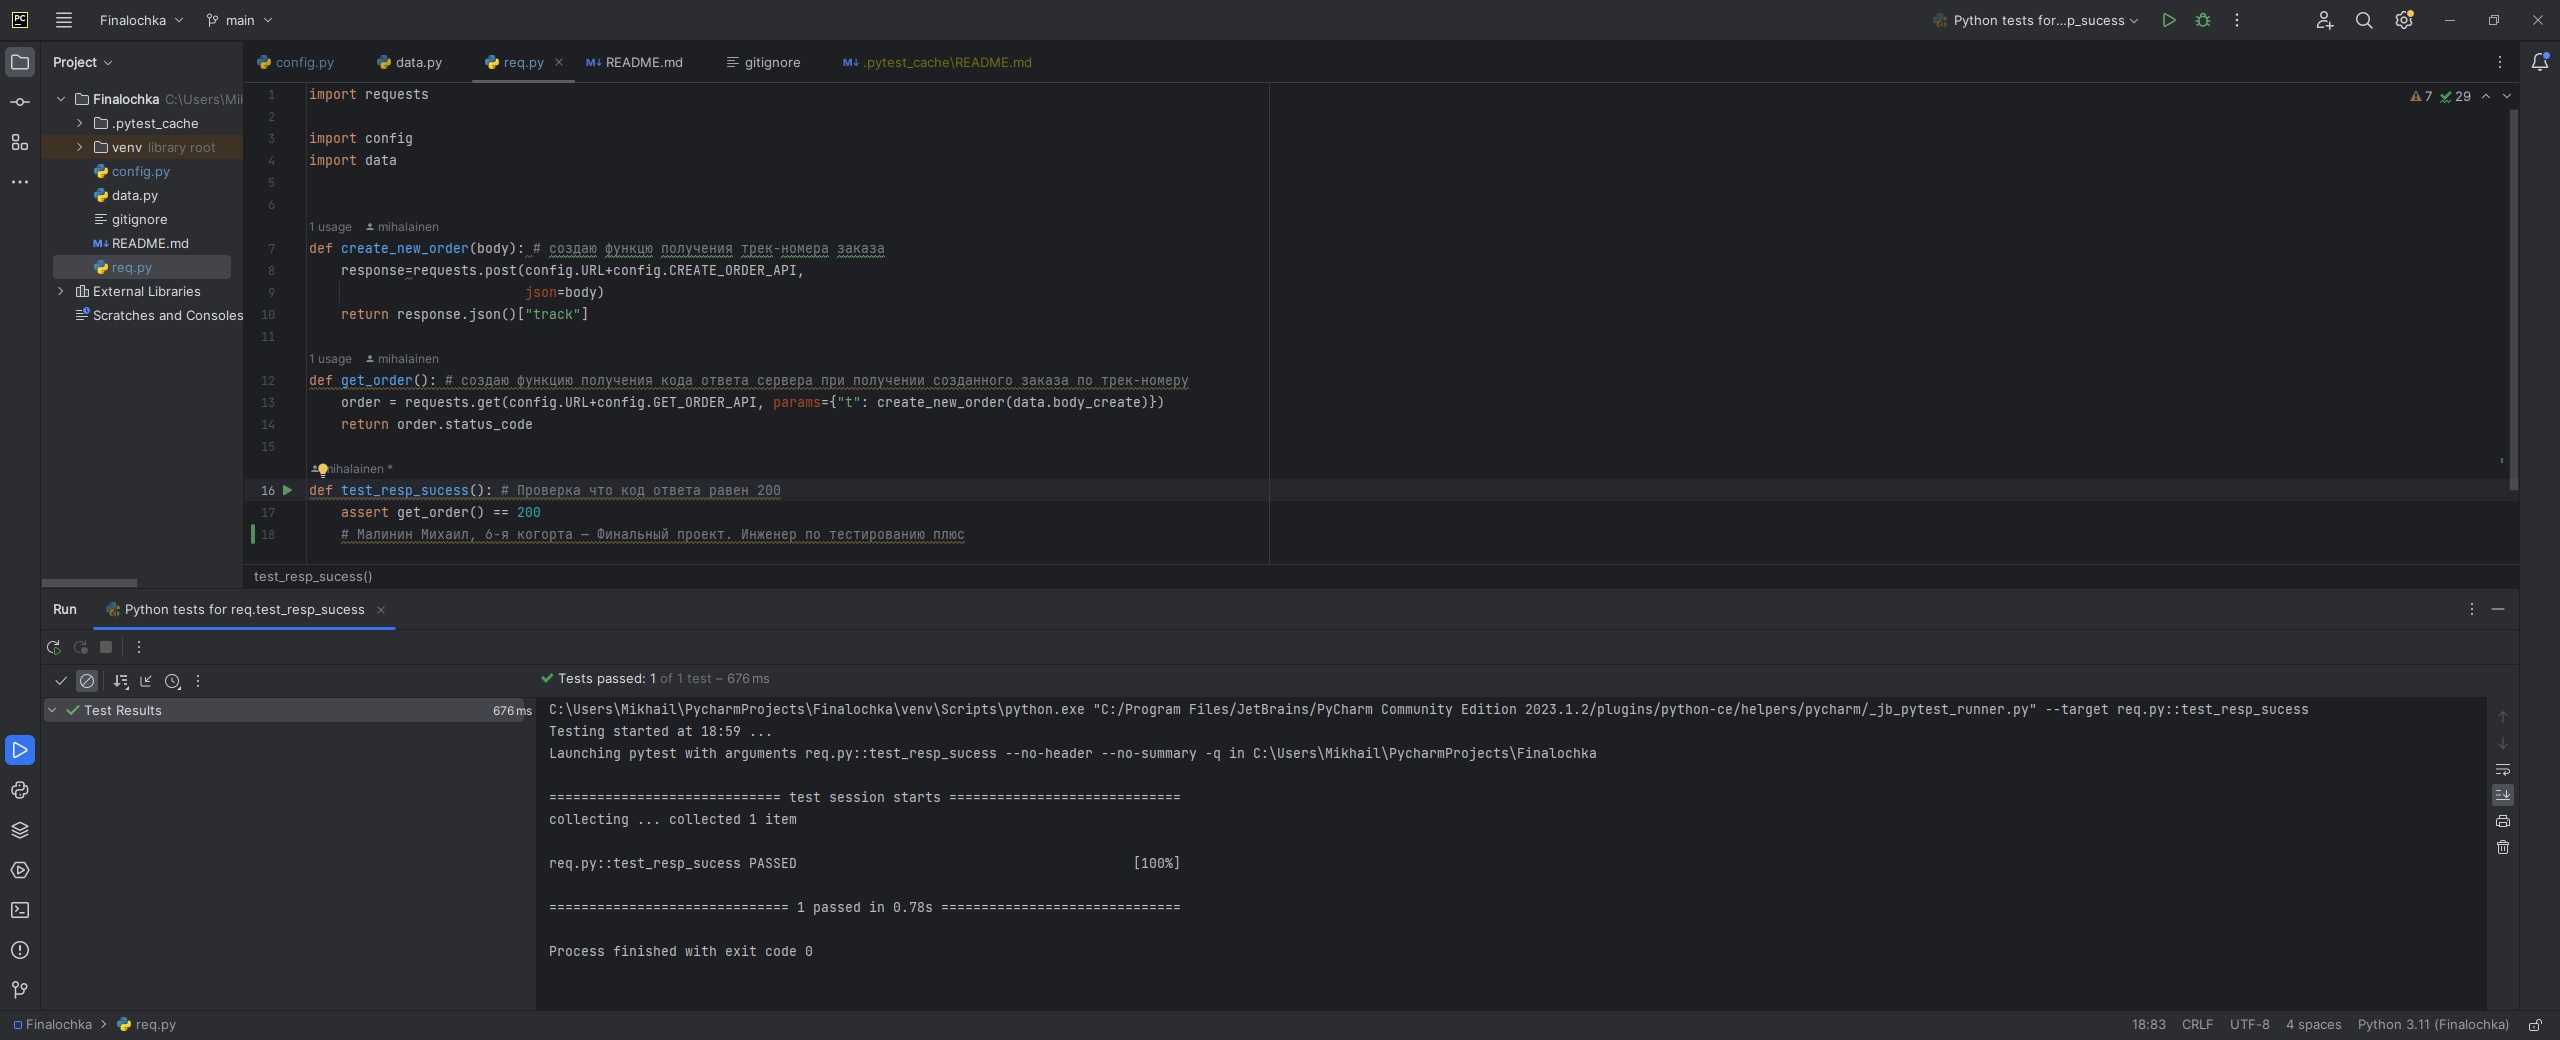 PC Finalochka main Python tests for...p_sucess
Project
config.py data.py req.py README.md gitignore .pytest_cache\README.md
Finalochka C:\Users\Mi
.pytest_cache
venv library root
config.py
data.py
gitignore
README.md
req.py
External Libraries
Scratches and Consoles
7 29
1 import requests
2
3 import config
4 import data
5
6
1 usage mihalainen
7 def create_new_order(body): # создаю функцю получения трек-номера заказа
8 response=requests.post(config.URL+config.CREATE_ORDER_API,
9 json=body)
10 return response.json()["track"]
11
1 usage mihalainen
12 def get_order(): # создаю функцию получения кода ответа сервера при получении созданного заказа по трек-номеру
13 order = requests.get(config.URL+config.GET_ORDER_API, params={"t": create_new_order(data.body_create)})
14 return order.status_code
15
mihalainen *
16 def test_resp_sucess(): # Проверка что код ответа равен 200
17 assert get_order() == 200
18 # Малинин Михаил, 6-я когорта — Финальный проект. Инженер по тестированию плюс
test_resp_sucess()
Run Python tests for req.test_resp_sucess
Tests passed: 1 of 1 test – 676 ms
Test Results 676 ms
C:\Users\Mikhail\PycharmProjects\Finalochka\venv\Scripts\python.exe "C:/Program Files/JetBrains/PyCharm Community Edition 2023.1.2/plugins/python-ce/helpers/pycharm/_jb_pytest_runner.py" --target req.py::test_resp_sucess
Testing started at 18:59 ...
Launching pytest with arguments req.py::test_resp_sucess --no-header --no-summary -q in C:\Users\Mikhail\PycharmProjects\Finalochka
============================= test session starts =============================
collecting ... collected 1 item
req.py::test_resp_sucess PASSED [100%]
============================== 1 passed in 0.78s ==============================
Process finished with exit code 0
Finalochka req.py 18:83 CRLF UTF-8 4 spaces Python 3.11 (Finalochka)